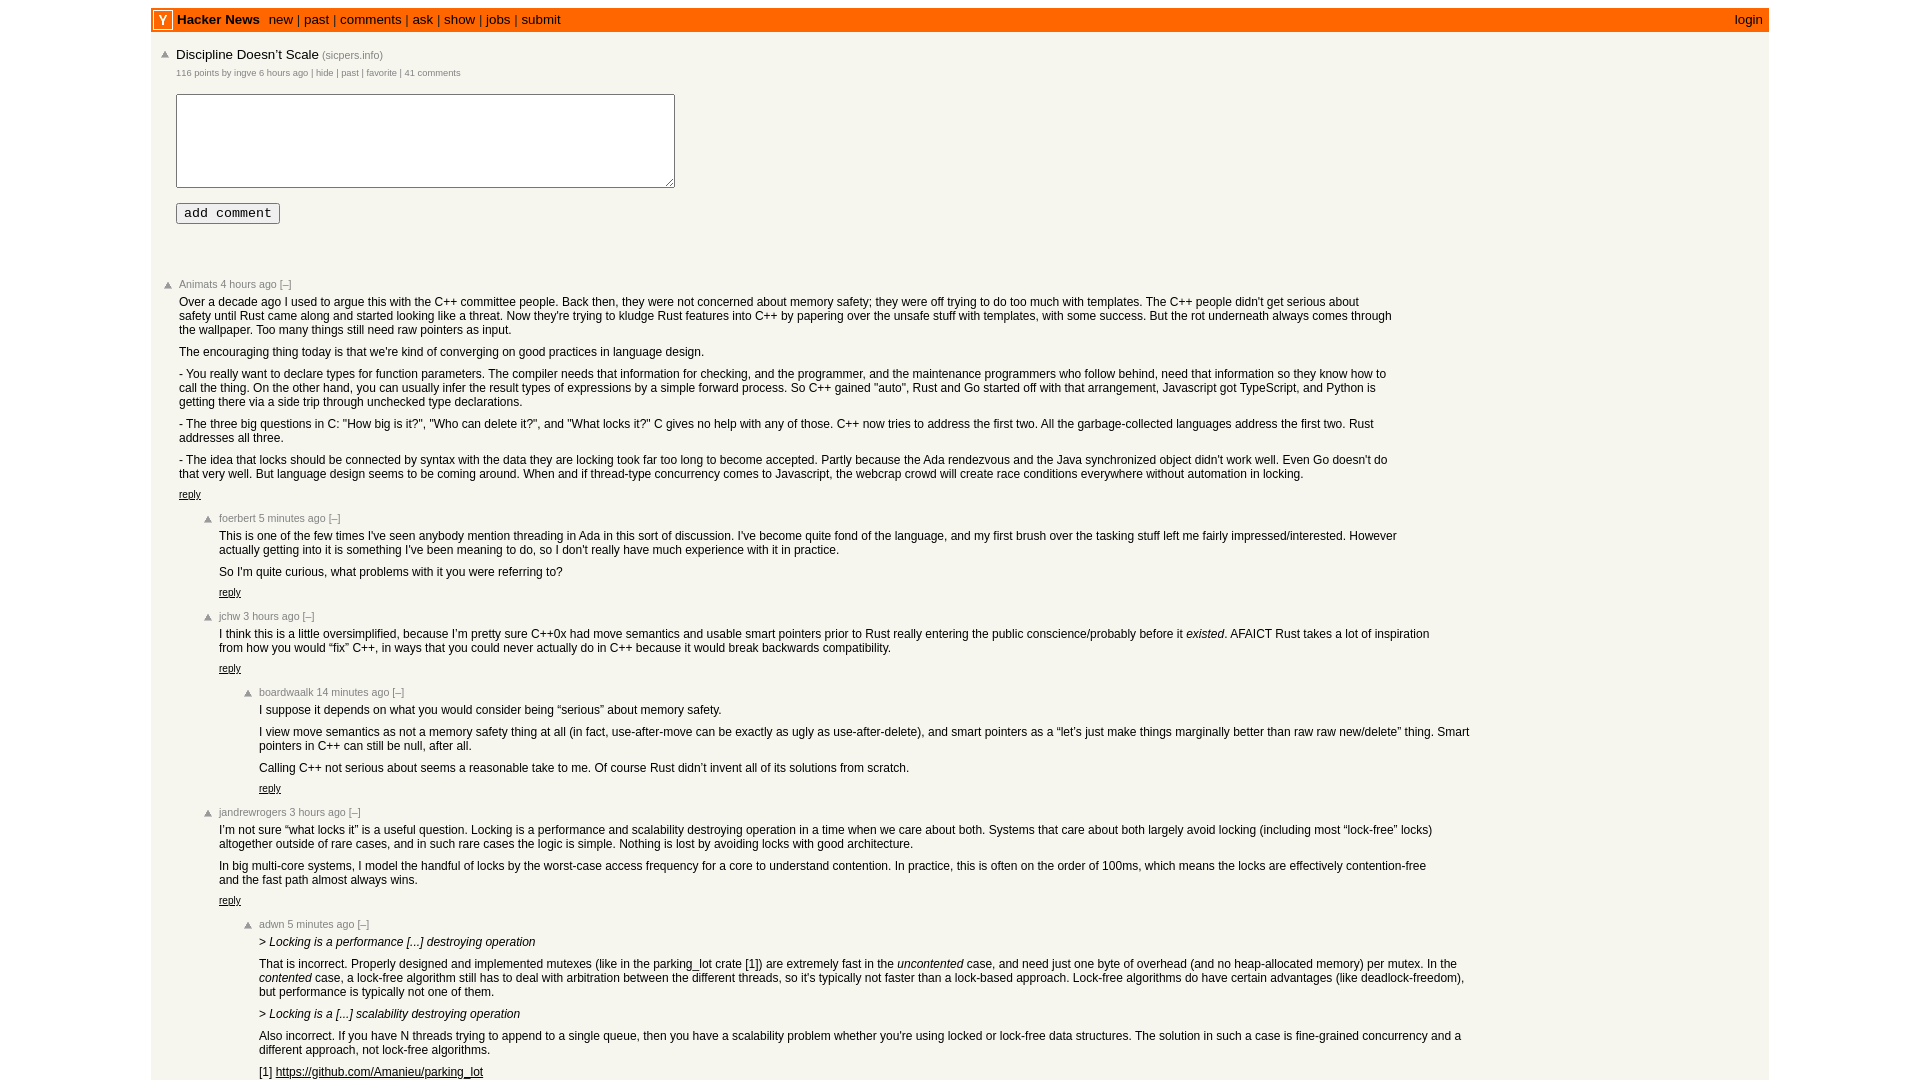 Y Hacker News new | past | comments | ask | show | jobs | submit login
Discipline Doesn’t Scale (sicpers.info)
116 points by ingve 6 hours ago | hide | past | favorite | 41 comments
add comment
Animats 4 hours ago [–]
Over a decade ago I used to argue this with the C++ committee people. Back then, they were not concerned about memory safety; they were off trying to do too much with templates. The C++ people didn't get serious about
safety until Rust came along and started looking like a threat. Now they're trying to kludge Rust features into C++ by papering over the unsafe stuff with templates, with some success. But the rot underneath always comes through
the wallpaper. Too many things still need raw pointers as input.
The encouraging thing today is that we're kind of converging on good practices in language design.
- You really want to declare types for function parameters. The compiler needs that information for checking, and the programmer, and the maintenance programmers who follow behind, need that information so they know how to
call the thing. On the other hand, you can usually infer the result types of expressions by a simple forward process. So C++ gained "auto", Rust and Go started off with that arrangement, Javascript got TypeScript, and Python is
getting there via a side trip through unchecked type declarations.
- The three big questions in C: "How big is it?", "Who can delete it?", and "What locks it?" C gives no help with any of those. C++ now tries to address the first two. All the garbage-collected languages address the first two. Rust
addresses all three.
- The idea that locks should be connected by syntax with the data they are locking took far too long to become accepted. Partly because the Ada rendezvous and the Java synchronized object didn't work well. Even Go doesn't do
that very well. But language design seems to be coming around. When and if thread-type concurrency comes to Javascript, the webcrap crowd will create race conditions everywhere without automation in locking.
reply
foerbert 5 minutes ago [–]
This is one of the few times I've seen anybody mention threading in Ada in this sort of discussion. I've become quite fond of the language, and my first brush over the tasking stuff left me fairly impressed/interested. However
actually getting into it is something I've been meaning to do, so I don't really have much experience with it in practice.
So I'm quite curious, what problems with it you were referring to?
reply
jchw 3 hours ago [–]
I think this is a little oversimplified, because I’m pretty sure C++0x had move semantics and usable smart pointers prior to Rust really entering the public conscience/probably before it existed. AFAICT Rust takes a lot of inspiration
from how you would “fix” C++, in ways that you could never actually do in C++ because it would break backwards compatibility.
reply
boardwaalk 14 minutes ago [–]
I suppose it depends on what you would consider being “serious” about memory safety.
I view move semantics as not a memory safety thing at all (in fact, use-after-move can be exactly as ugly as use-after-delete), and smart pointers as a “let’s just make things marginally better than raw raw new/delete” thing. Smart
pointers in C++ can still be null, after all.
Calling C++ not serious about seems a reasonable take to me. Of course Rust didn’t invent all of its solutions from scratch.
reply
jandrewrogers 3 hours ago [–]
I’m not sure “what locks it” is a useful question. Locking is a performance and scalability destroying operation in a time when we care about both. Systems that care about both largely avoid locking (including most “lock-free” locks)
altogether outside of rare cases, and in such rare cases the logic is simple. Nothing is lost by avoiding locks with good architecture.
In big multi-core systems, I model the handful of locks by the worst-case access frequency for a core to understand contention. In practice, this is often on the order of 100ms, which means the locks are effectively contention-free
and the fast path almost always wins.
reply
adwn 5 minutes ago [–]
> Locking is a performance [...] destroying operation
That is incorrect. Properly designed and implemented mutexes (like in the parking_lot crate [1]) are extremely fast in the uncontented case, and need just one byte of overhead (and no heap-allocated memory) per mutex. In the
contented case, a lock-free algorithm still has to deal with arbitration between the different threads, so it's typically not faster than a lock-based approach. Lock-free algorithms do have certain advantages (like deadlock-freedom),
but performance is typically not one of them.
> Locking is a [...] scalability destroying operation
Also incorrect. If you have N threads trying to append to a single queue, then you have a scalability problem whether you're using locked or lock-free data structures. The solution in such a case is fine-grained concurrency and a
different approach, not lock-free algorithms.
[1] https://github.com/Amanieu/parking_lot